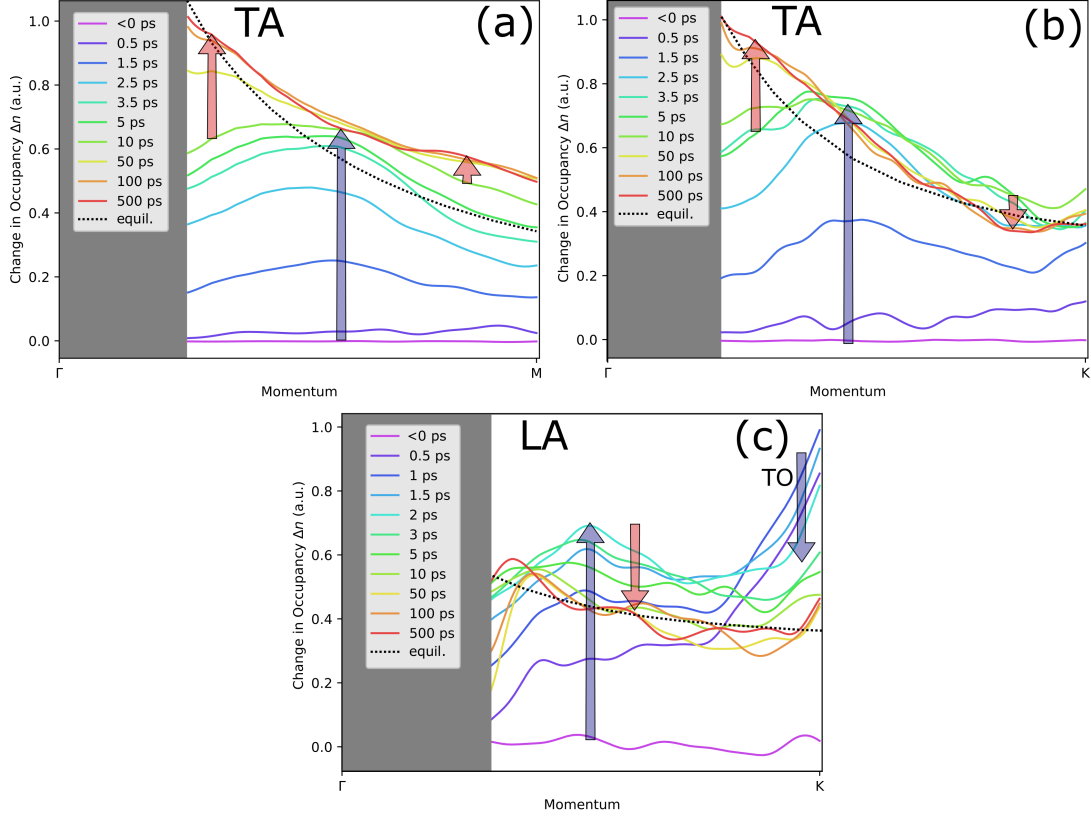 TA
(a)
1.0
0.8
0.6
0.4
0.2
0.0
Change in Occupancy Δn (a.u.)
<0 ps
0.5 ps
1.5 ps
2.5 ps
3.5 ps
5 ps
10 ps
50 ps
100 ps
500 ps
equil.
Γ
M
Momentum
TA
(b)
1.0
0.8
0.6
0.4
0.2
0.0
Change in Occupancy Δn (a.u.)
<0 ps
0.5 ps
1.5 ps
2.5 ps
3.5 ps
5 ps
10 ps
50 ps
100 ps
500 ps
equil.
Γ
K
Momentum
LA
(c)
TO
1.0
0.8
0.6
0.4
0.2
0.0
Change in Occupancy Δn (a.u.)
<0 ps
0.5 ps
1 ps
1.5 ps
2 ps
3 ps
5 ps
10 ps
50 ps
100 ps
500 ps
equil.
Γ
K
Momentum